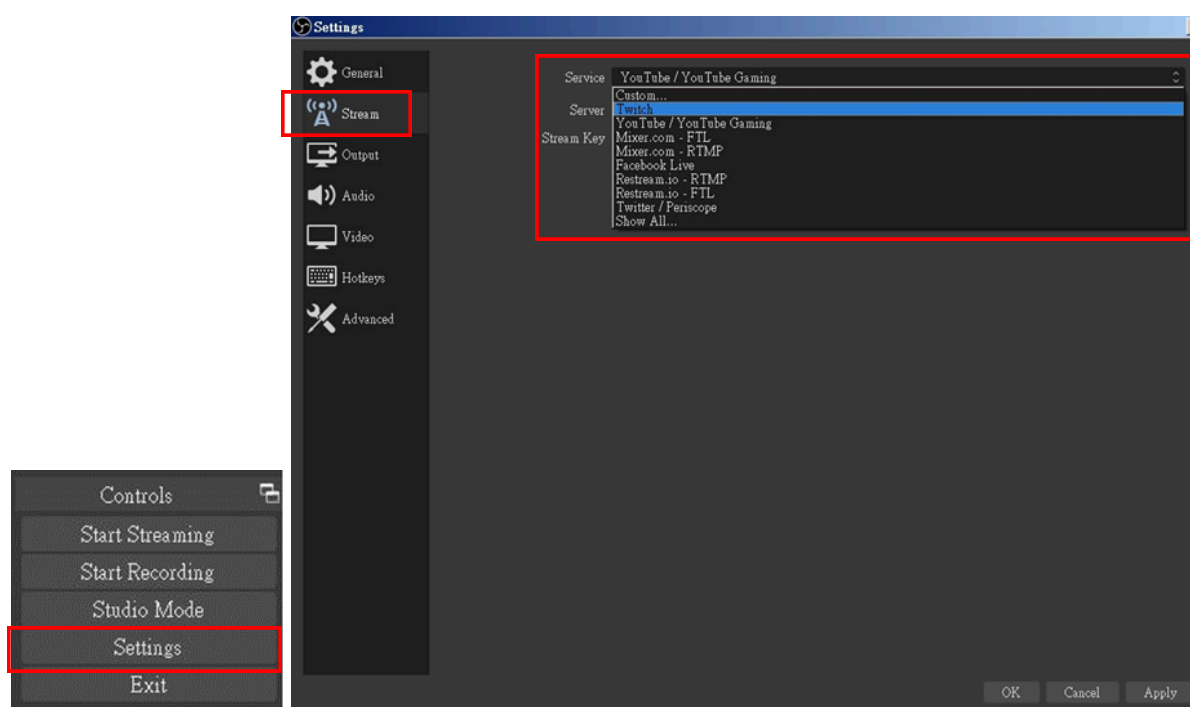 Settings
General
Stream
Output
Audio
Video
Hotkeys
Advanced
Service YouTube / YouTube Gaming
Server
Stream Key
Custom...
Twitch
YouTube / YouTube Gaming
Mixer.com - FTL
Mixer.com - RTMP
Facebook Live
Restream.io - RTMP
Restream.io - FTL
Twitter / Periscope
Show All...
OK Cancel Apply
Controls
Start Streaming
Start Recording
Studio Mode
Settings
Exit